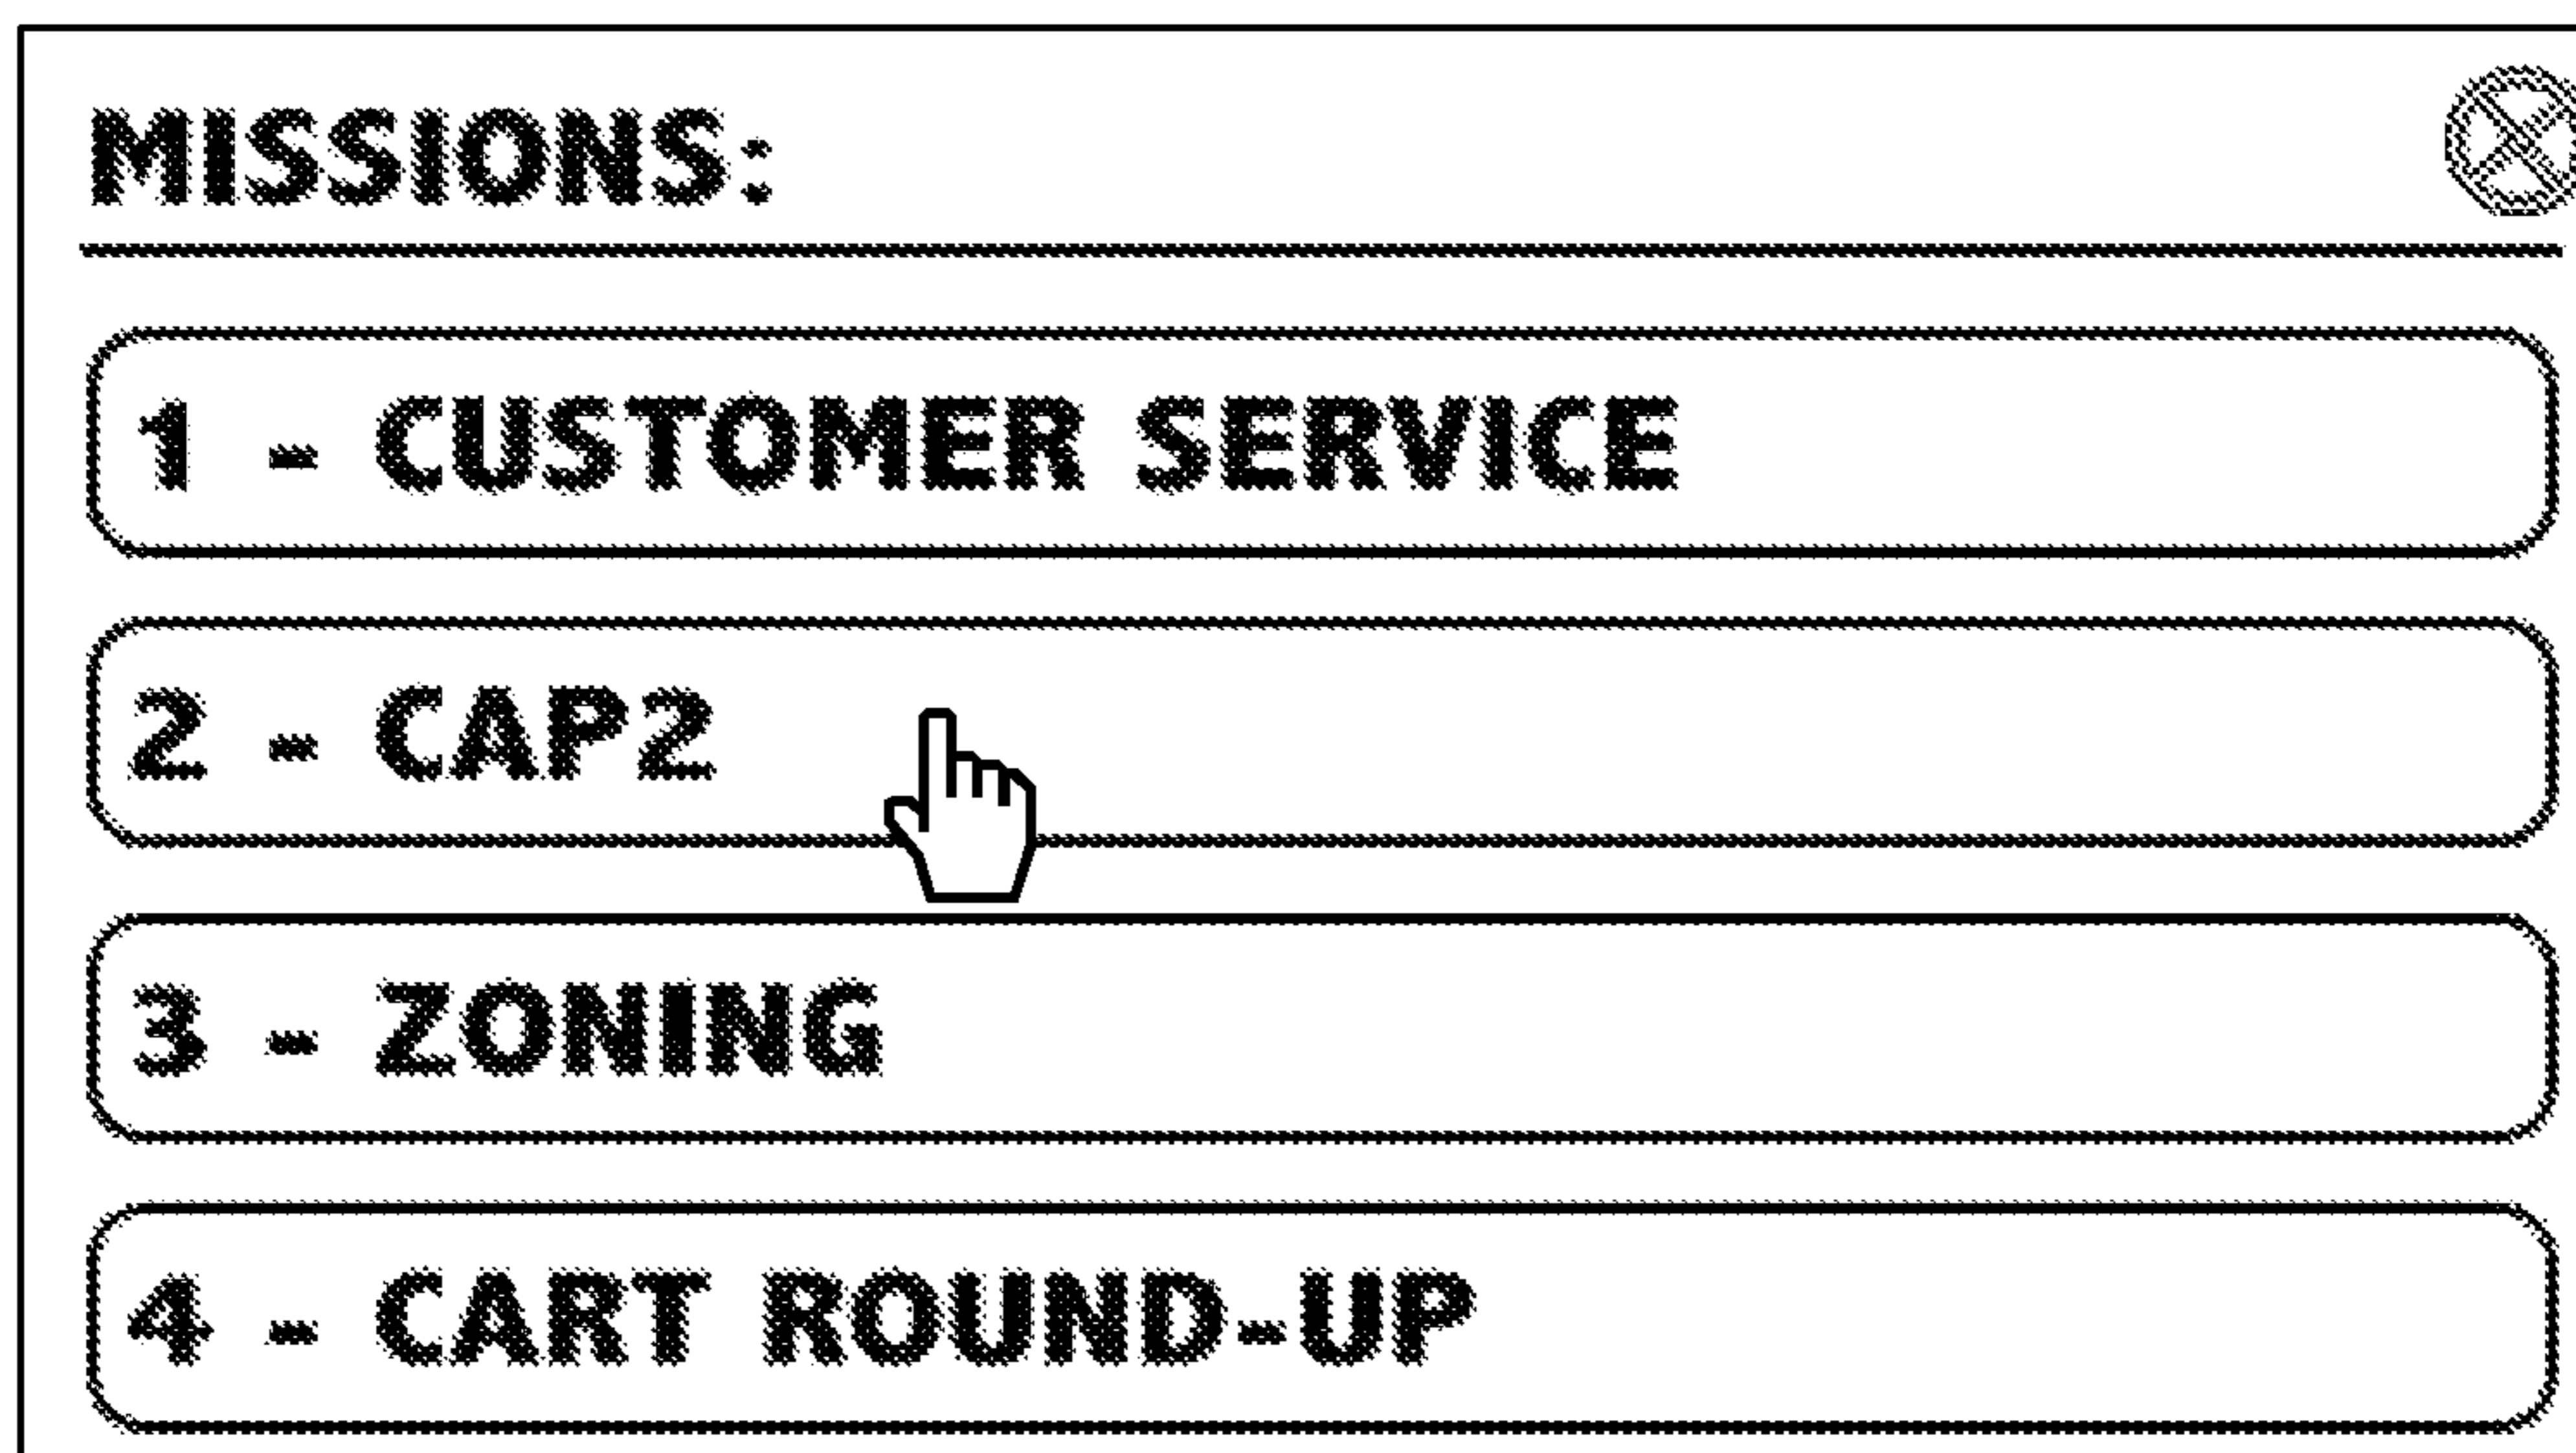 MISSIONS:
1 - CUSTOMER SERVICE
2 - CAP2
3 - ZONING
4 - CART ROUND-UP